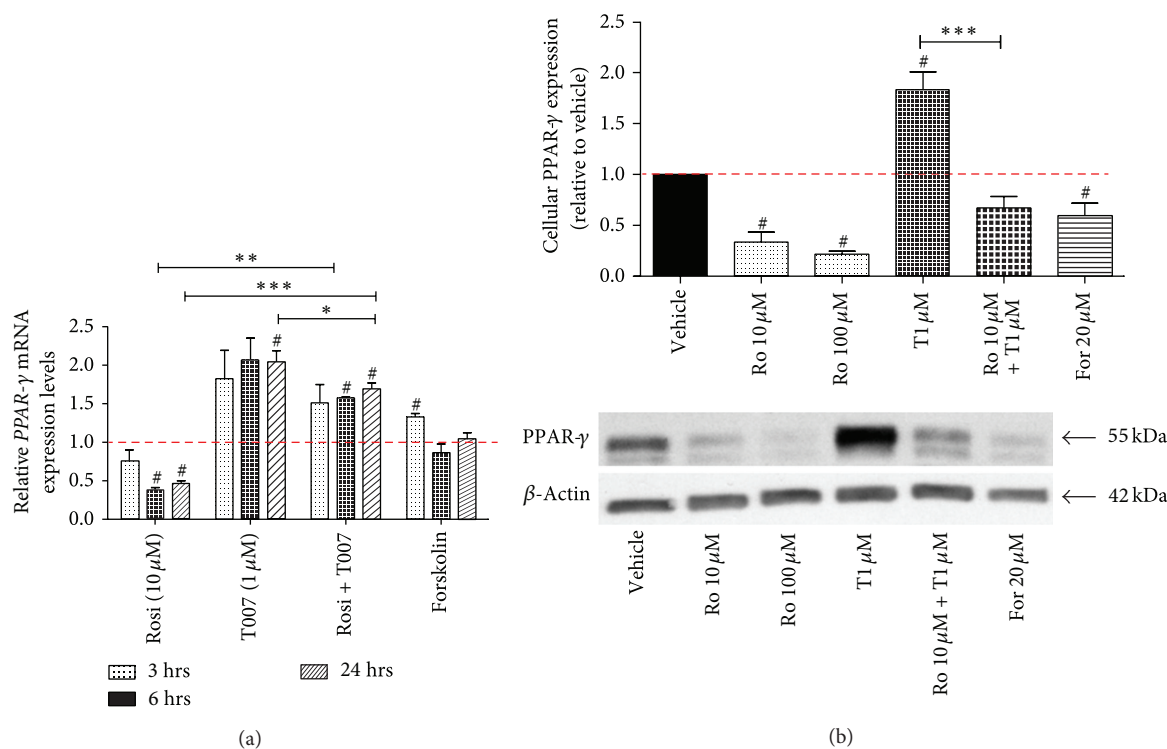 Relative PPAR-γ mRNA
expression levels
2.5
2.0
1.5
1.0
0.5
0.0
**
***
*
#
#
#
#
#
#
Rosi (10 μM)
T007 (1 μM)
Rosi + T007
Forskolin
3 hrs
24 hrs
6 hrs
(a)
Cellular PPAR-γ expression
(relative to vehicle)
2.5
2.0
1.5
1.0
0.5
0.0
***
#
#
#
#
Vehicle
Ro 10 μM
Ro 100 μM
T1 μM
Ro 10 μM
+ T1 μM
For 20 μM
PPAR-γ
55 kDa
β-Actin
42 kDa
Vehicle
Ro 10 μM
Ro 100 μM
T1 μM
Ro 10 μM + T1 μM
For 20 μM
(b)